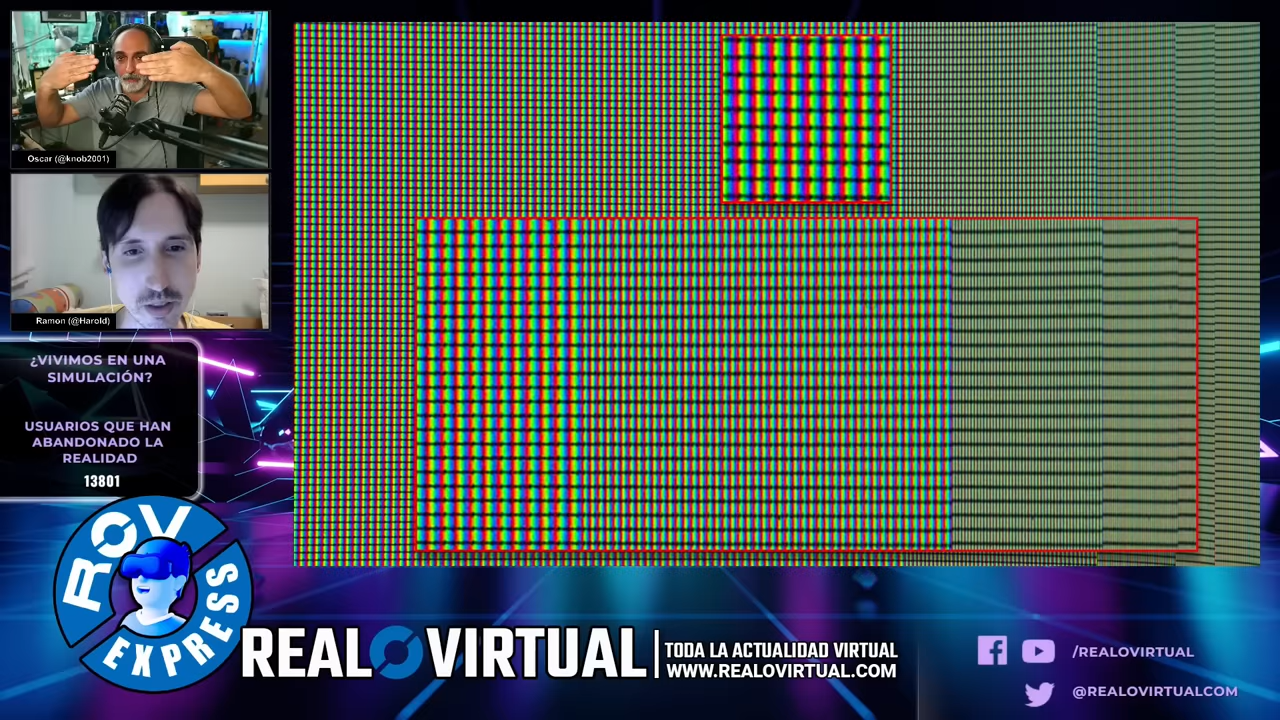 Oscar (@knob2001)
Ramon (@Harold)
¿VIVIMOS EN UNA
SIMULACIÓN?
USUARIOS QUE HAN
ABANDONADO LA
REALIDAD
13801
ROV
EXPRESS
REALOVIRTUAL
TODA LA ACTUALIDAD VIRTUAL
WWW.REALOVIRTUAL.COM
/REALOVIRTUAL
@REALOVIRTUALCOM